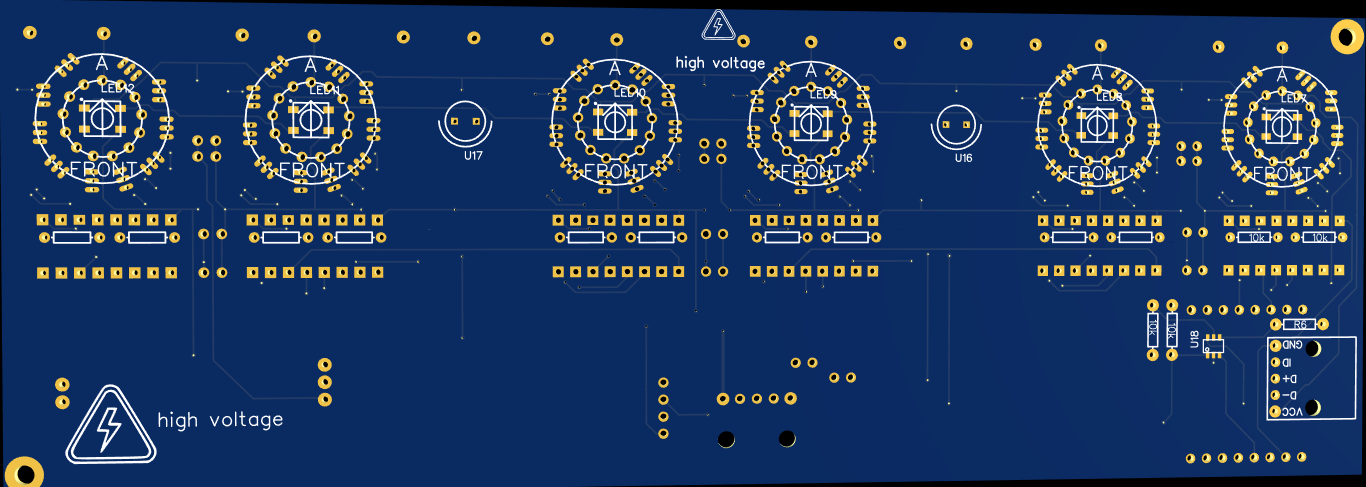 high voltage
A
A
A
A
A
A
LED12
LED11
LED10
LED9
LED8
LED7
U17
U16
FRONT
FRONT
FRONT
FRONT
FRONT
FRONT
10k
10k
10k
10k
R6
U18
GND
ID
D+
D-
VCC
high voltage